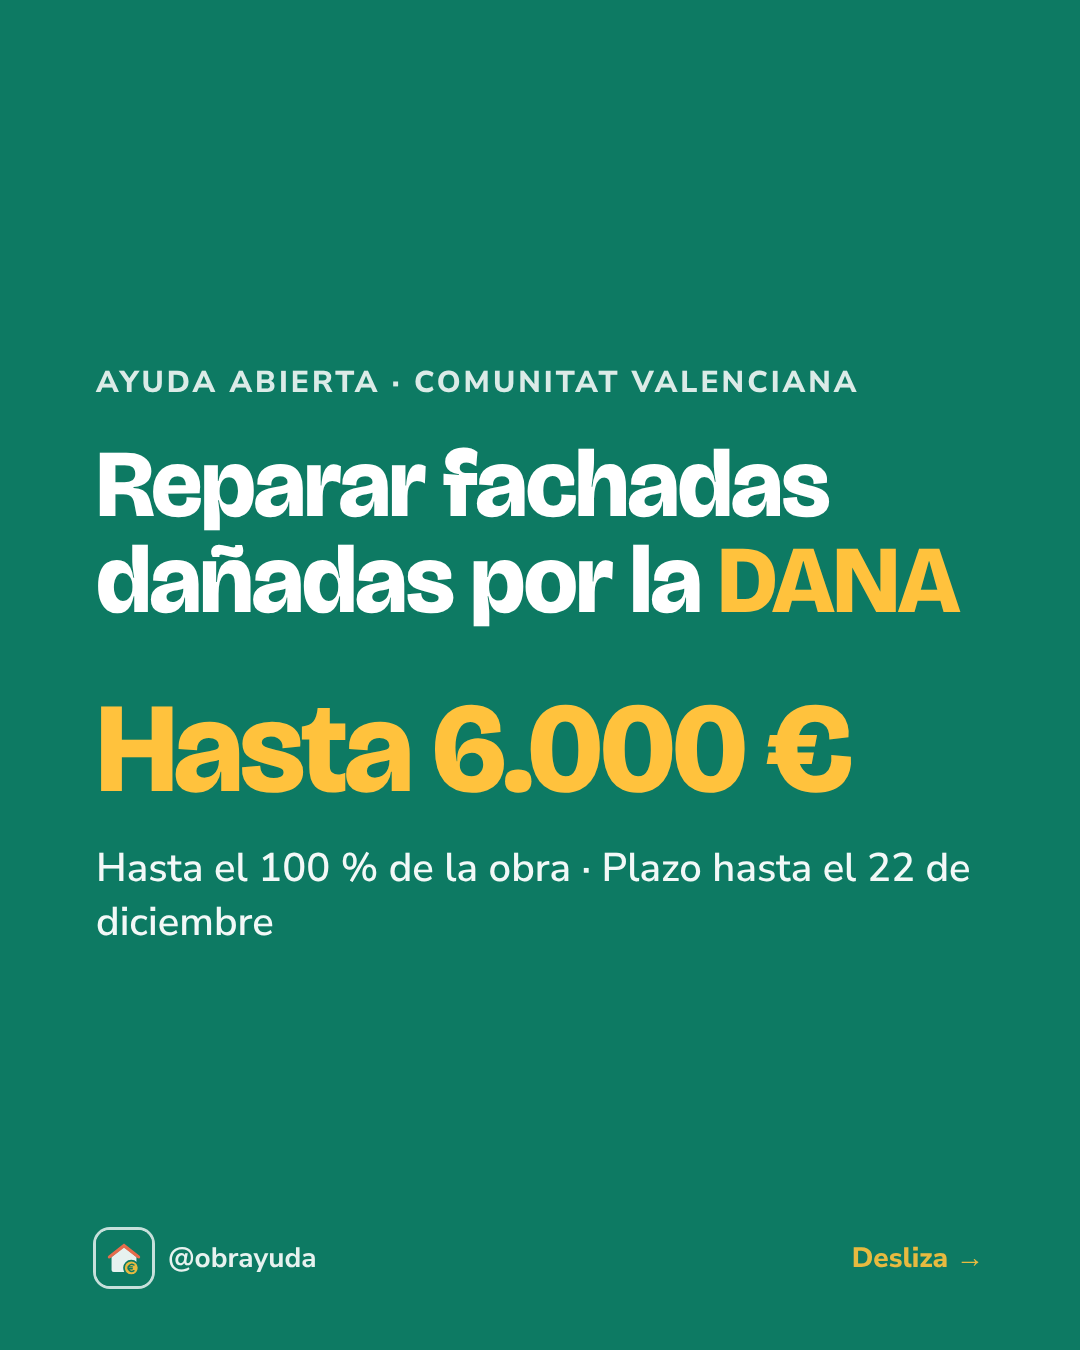 AYUDA ABIERTA · COMUNITAT VALENCIANA
Reparar fachadas
dañadas por la DANA
Hasta 6.000 €
Hasta el 100 % de la obra · Plazo hasta el 22 de
diciembre
@obrayuda
Desliza →